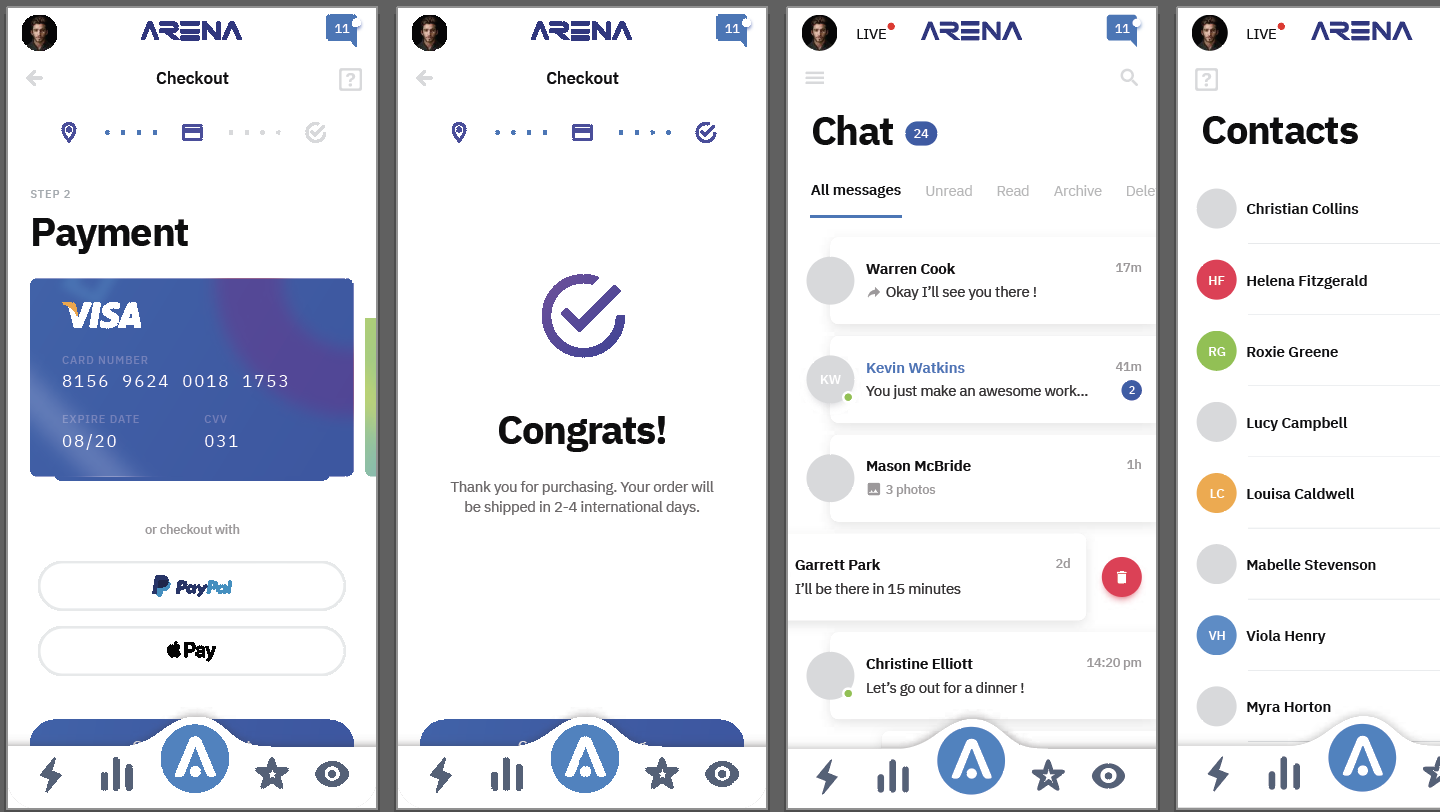 ARENA
11
Checkout
?
STEP 2
Payment
VISA
CARD NUMBER
8156 9624 0018 1753
EXPIRE DATE
CVV
08/20
031
or checkout with
PayPal
Pay
ARENA
11
Checkout
Congrats!
Thank you for purchasing. Your order will
be shipped in 2-4 international days.
LIVE
ARENA
11
Chat
24
All messages
Unread
Read
Archive
Dele
Warren Cook
17m
Okay I’ll see you there !
KW
Kevin Watkins
41m
You just make an awesome work...
2
Mason McBride
1h
3 photos
Garrett Park
2d
I’ll be there in 15 minutes
Christine Elliott
14:20 pm
Let’s go out for a dinner !
LIVE
ARENA
?
Contacts
Christian Collins
HF
Helena Fitzgerald
RG
Roxie Greene
Lucy Campbell
LC
Louisa Caldwell
Mabelle Stevenson
VH
Viola Henry
Myra Horton